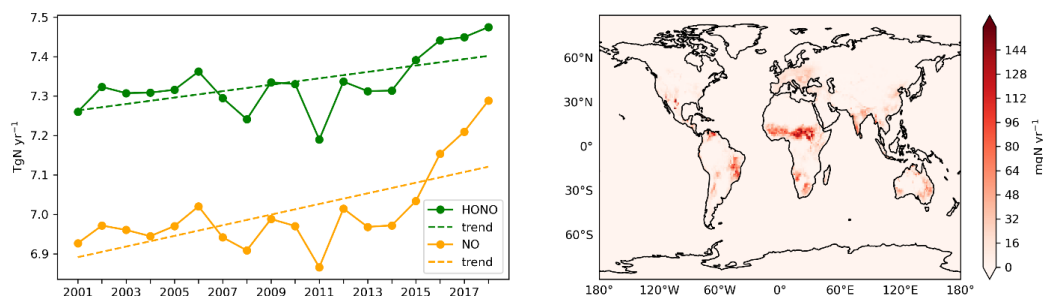 7.5
7.4
7.3
7.2
7.1
7.0
6.9
TgN yr⁻¹
2001
2003
2005
2007
2009
2011
2013
2015
2017
HONO
trend
NO
trend
60°N
30°N
0°
30°S
60°S
180°
120°W
60°W
0°
60°E
120°E
180°
144
128
112
96
80
64
48
32
16
0
mgN yr⁻¹